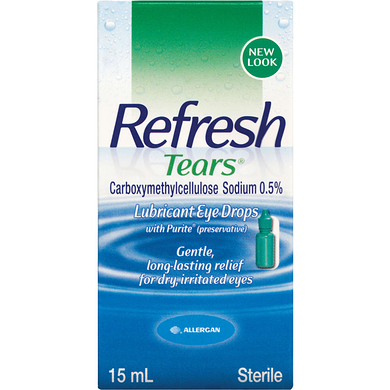 NEW
LOOK
Refresh
Tears®
Carboxymethylcellulose Sodium 0.5%
Lubricant Eye Drops
with Purite® (preservative)
Gentle,
long-lasting relief
for dry, irritated eyes
ALLERGAN
15 mL
Sterile